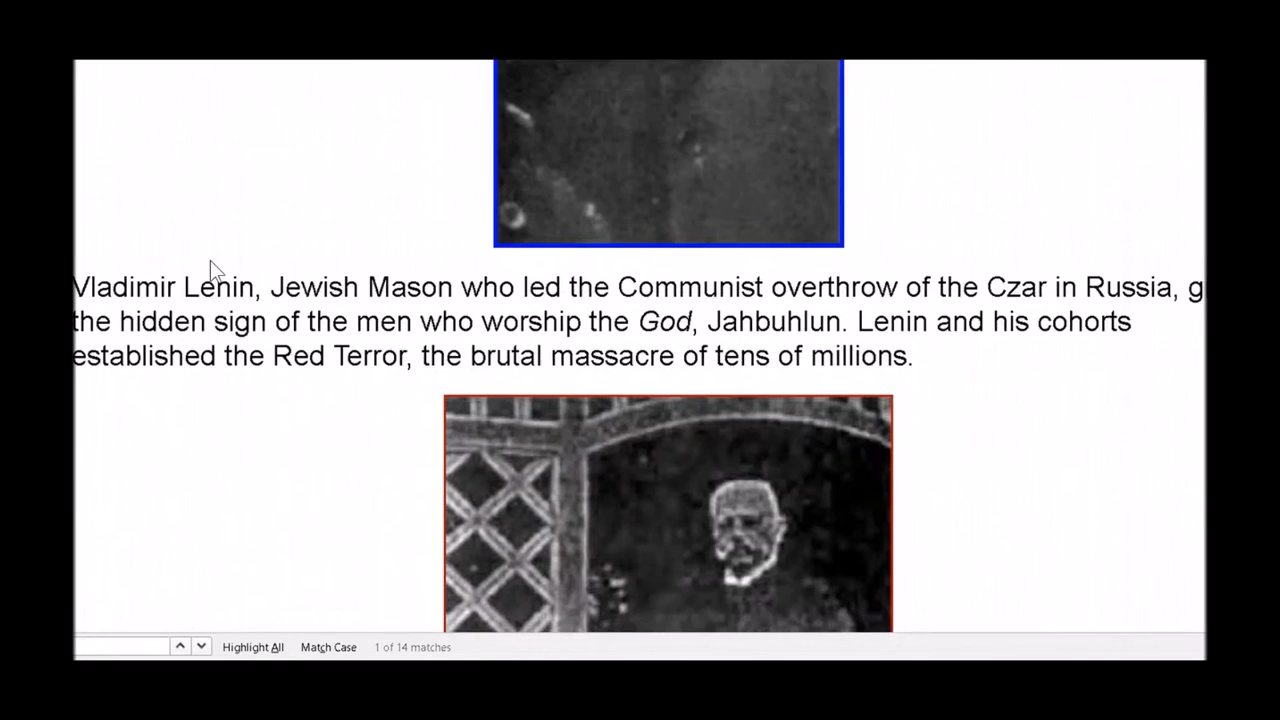 Vladimir Lenin, Jewish Mason who led the Communist overthrow of the Czar in Russia,
the hidden sign of the men who worship the God, Jahbuhlun. Lenin and his cohorts
established the Red Terror, the brutal massacre of tens of millions.
Highlight All Match Case 1 of 14 matches